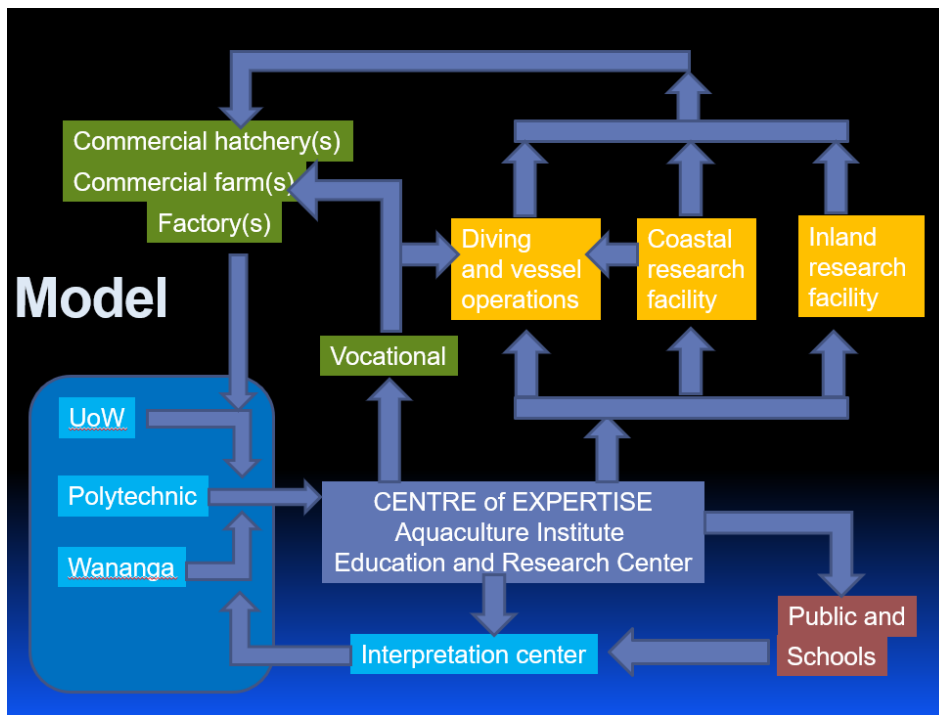 Commercial hatchery(s)
Commercial farm(s)
Factory(s)
Diving
and vessel
operations
Coastal
research
facility
Inland
research
facility
Model
Vocational
UoW
Polytechnic
Wananga
CENTRE of EXPERTISE
Aquaculture Institute
Education and Research Center
Public and
Schools
Interpretation center